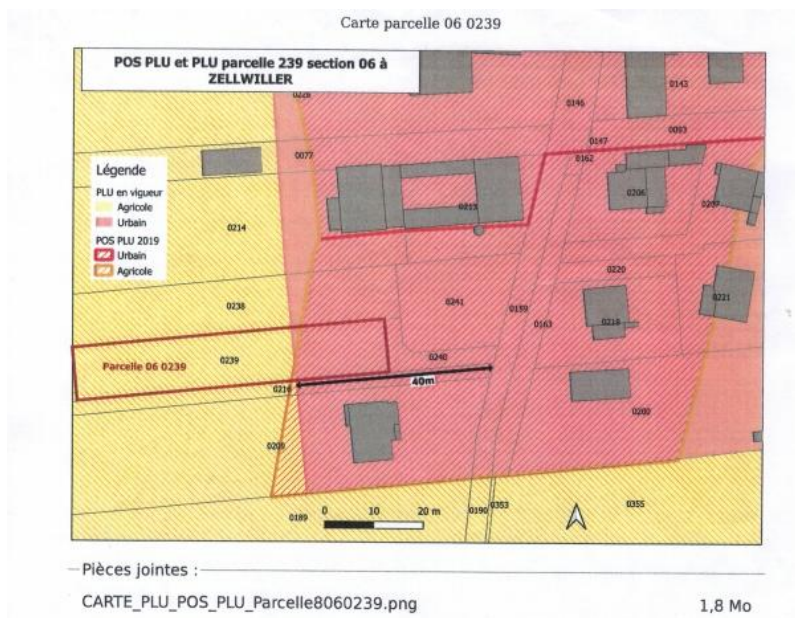 Carte parcelle 06 0239
POS PLU et PLU parcelle 239 section 06 à
ZELLWILLER
0228
0145
0143
0077
0147
0093
0162
Légende
PLU en vigueur
Agricole
Urbain
POS PLU 2019
Urbain
Agricole
0206
0207
0213
0214
0220
0238
0241
0159
0163
0218
0221
0239
0240
Parcelle 06 0239
0216
40m
0200
0209
0189
0 10 20 m
0190
0353
0355
Pièces jointes :
CARTE_PLU_POS_PLU_Parcelle8060239.png
1,8 Mo